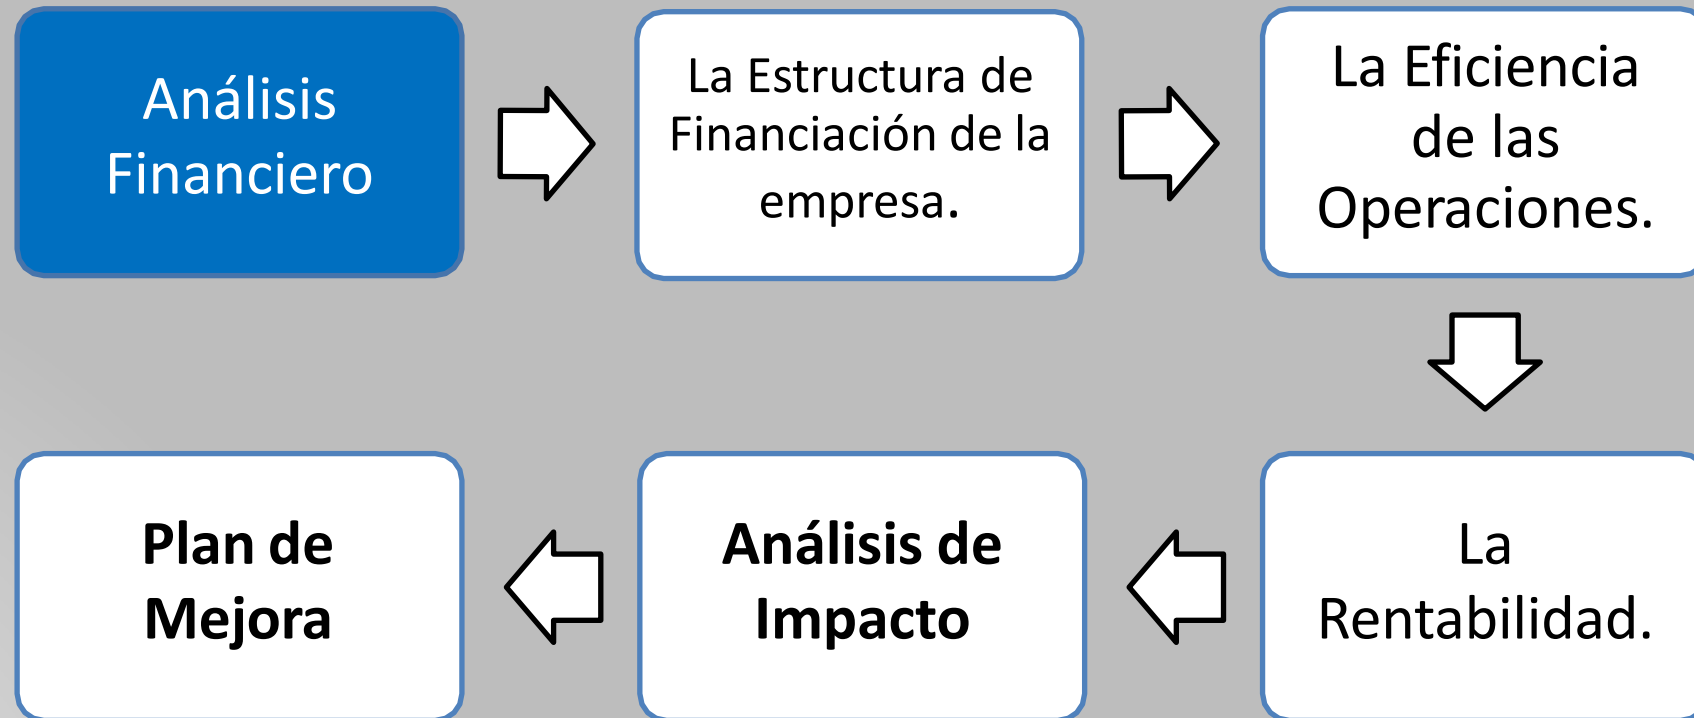 Análisis
Financiero
La Estructura de
Financiación de la
empresa.
La Eficiencia
de las
Operaciones.
La
Rentabilidad.
Análisis de
Impacto
Plan de
Mejora